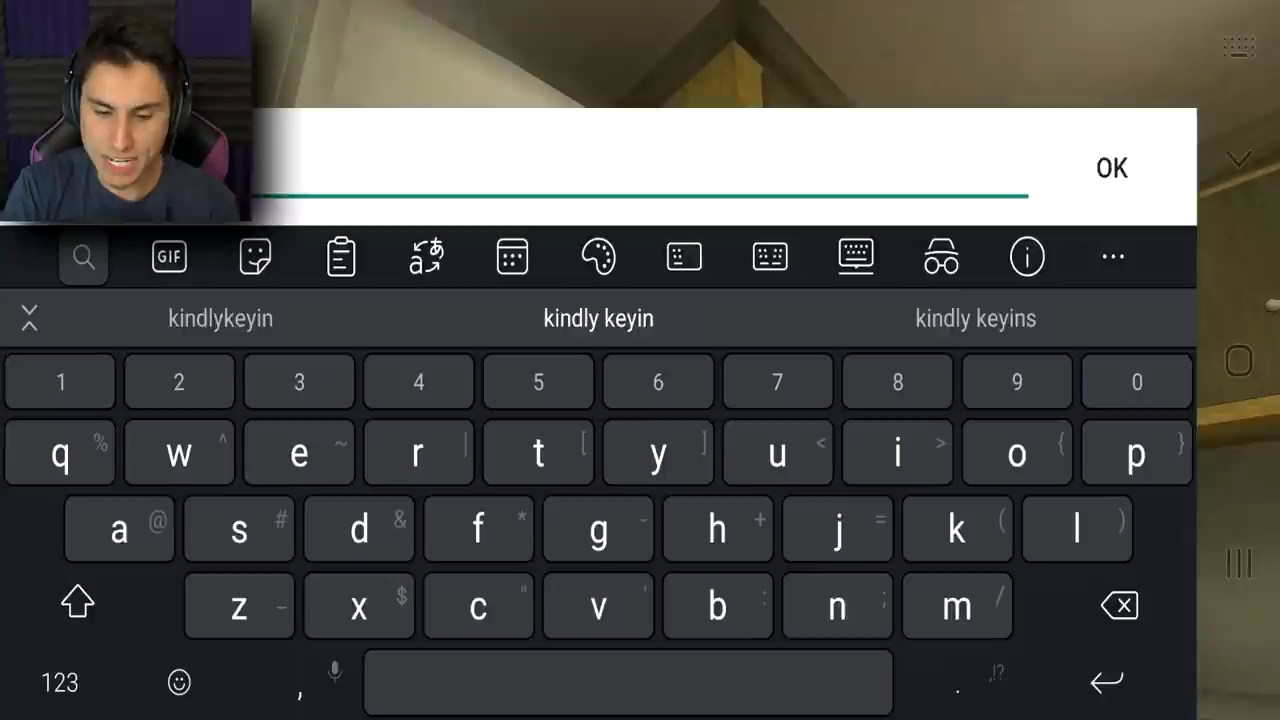 OK
GIF
kindlykeyin kindly keyin kindly keyins
1 2 3 4 5 6 7 8 9 0
q % w ^ e ~ r | t [ y ] u < i > o { p }
a @ s # d & f * g - h + j = k ( l )
z _ x $ c " v ' b : n ; m /
123 , . ,!?